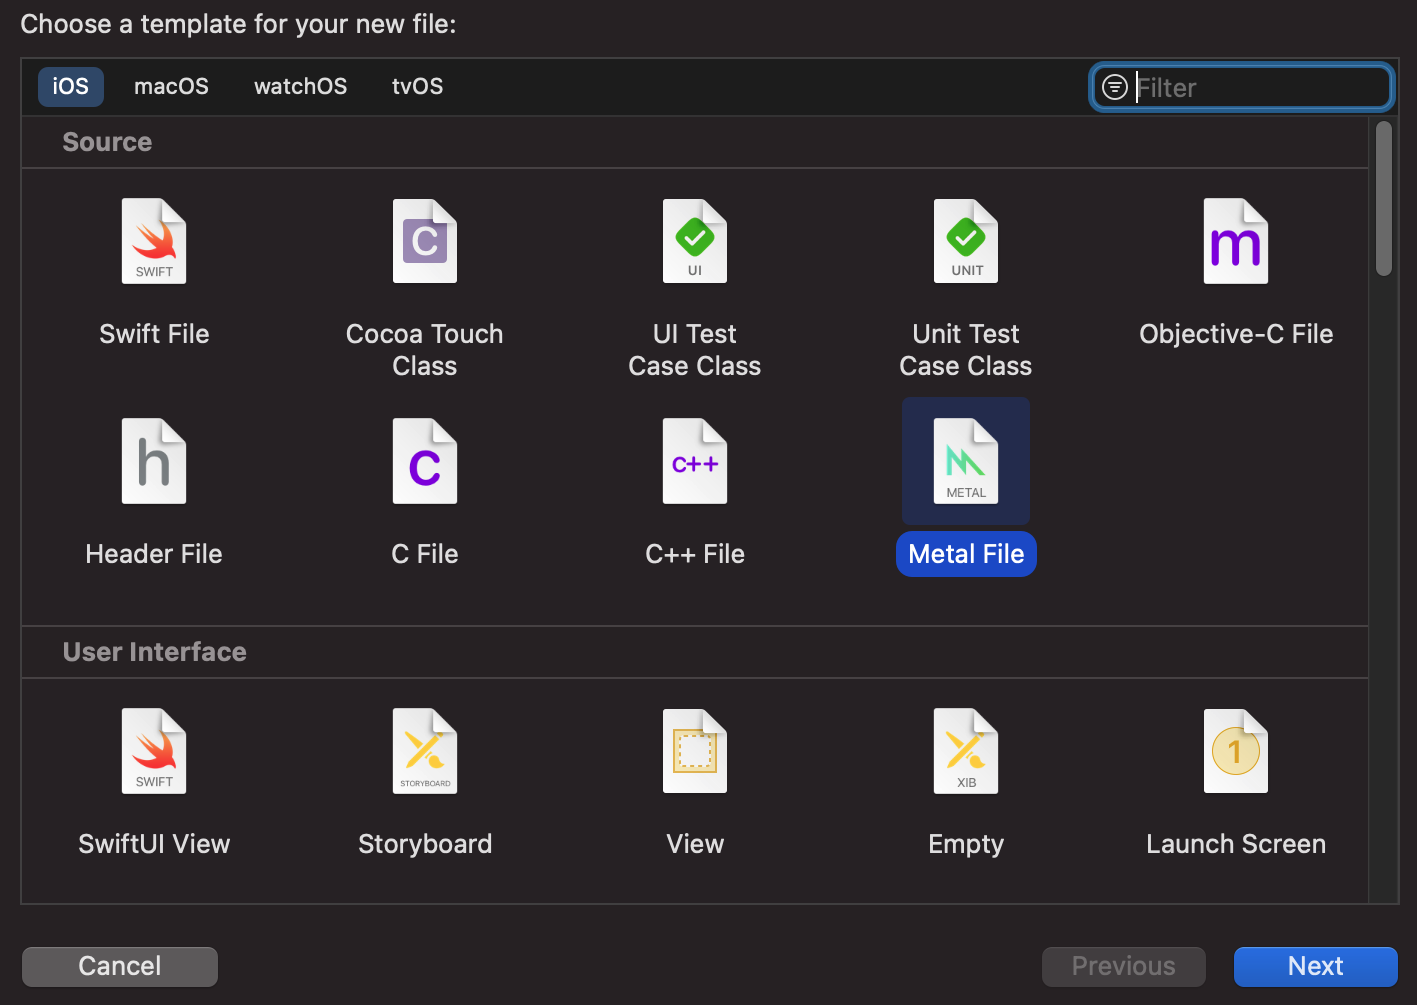 Choose a template for your new file:
iOS macOS watchOS tvOS Filter
Source
SWIFT
Swift File
C
Cocoa Touch
Class
UI
UI Test
Case Class
UNIT
Unit Test
Case Class
m
Objective-C File
h
Header File
C
C File
C++
C++ File
METAL
Metal File
User Interface
SWIFT
SwiftUI View
STORYBOARD
Storyboard
View
XIB
Empty
1
Launch Screen
Cancel Previous Next